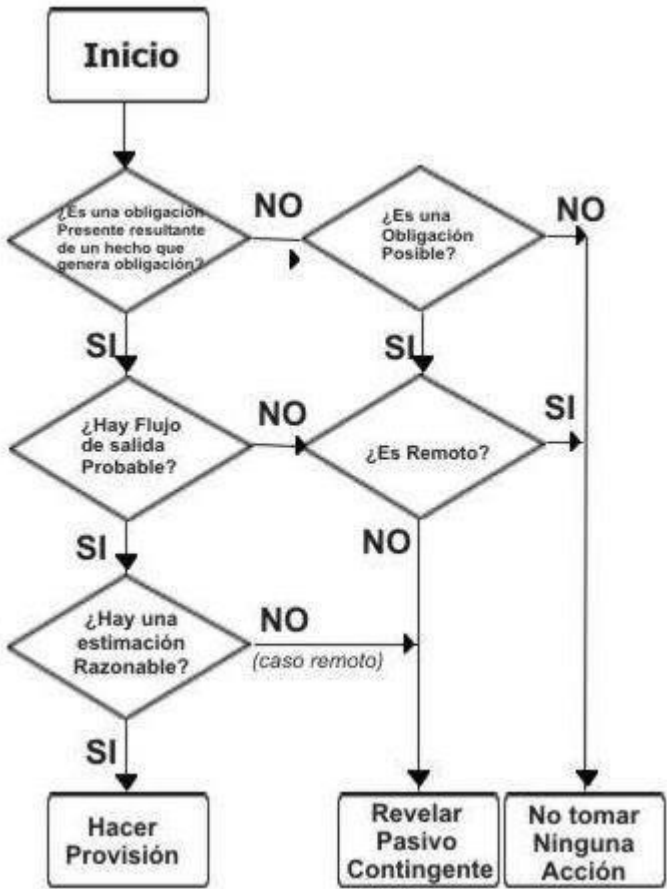 Inicio
¿Es una obligación
Presente resultante
de un hecho que
genera obligación?
NO
¿Es una
Obligación
Posible?
NO
SI
SI
¿Hay Flujo
de salida
Probable?
NO
¿Es Remoto?
SI
SI
NO
¿Hay una
estimación
Razonable?
NO
(caso remoto)
SI
Hacer
Provisión
Revelar
Pasivo
Contingente
No tomar
Ninguna
Acción